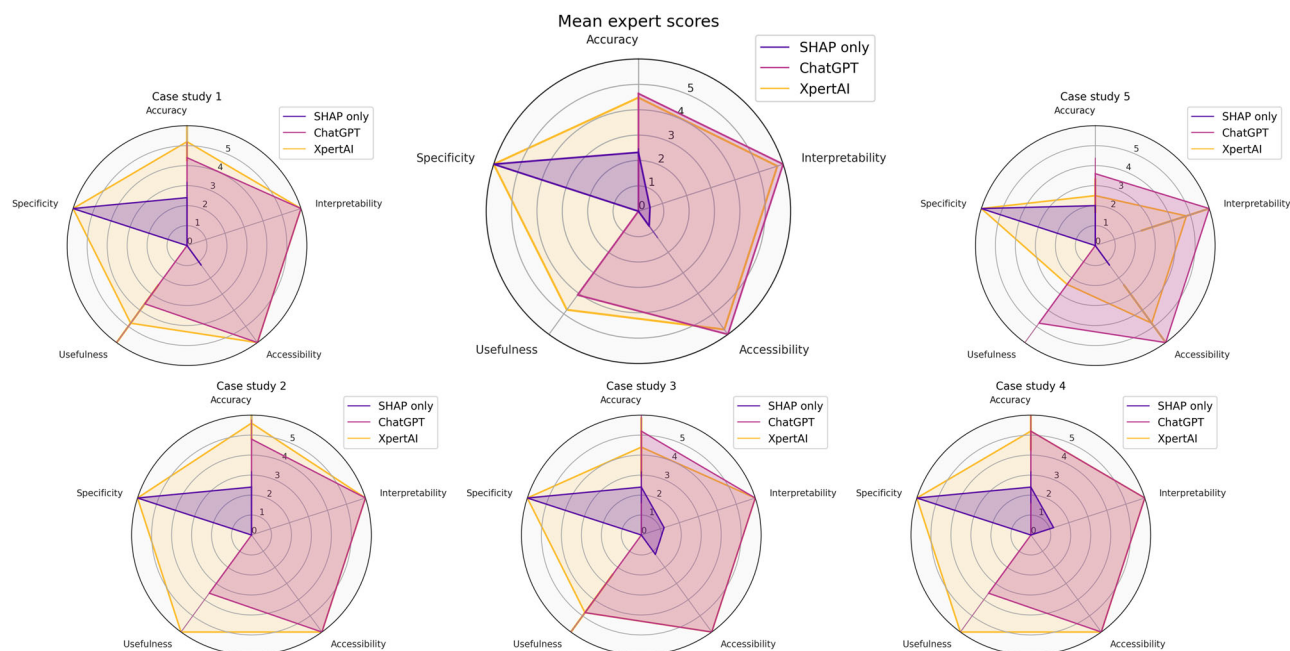 Mean expert scores
Accuracy
SHAP only
ChatGPT
XpertAI
5
4
3
2
1
0
Specificity
Interpretability
Usefulness
Accessibility
Case study 1
Accuracy
SHAP only
ChatGPT
XpertAI
5
4
3
2
1
0
Specificity
Interpretability
Usefulness
Accessibility
Case study 5
Accuracy
SHAP only
ChatGPT
XpertAI
5
4
3
2
1
0
Specificity
Interpretability
Usefulness
Accessibility
Case study 2
Accuracy
SHAP only
ChatGPT
XpertAI
5
4
3
2
1
0
Specificity
Interpretability
Usefulness
Accessibility
Case study 3
Accuracy
SHAP only
ChatGPT
XpertAI
5
4
3
2
1
0
Specificity
Interpretability
Usefulness
Accessibility
Case study 4
Accuracy
SHAP only
ChatGPT
XpertAI
5
4
3
2
1
0
Specificity
Interpretability
Usefulness
Accessibility